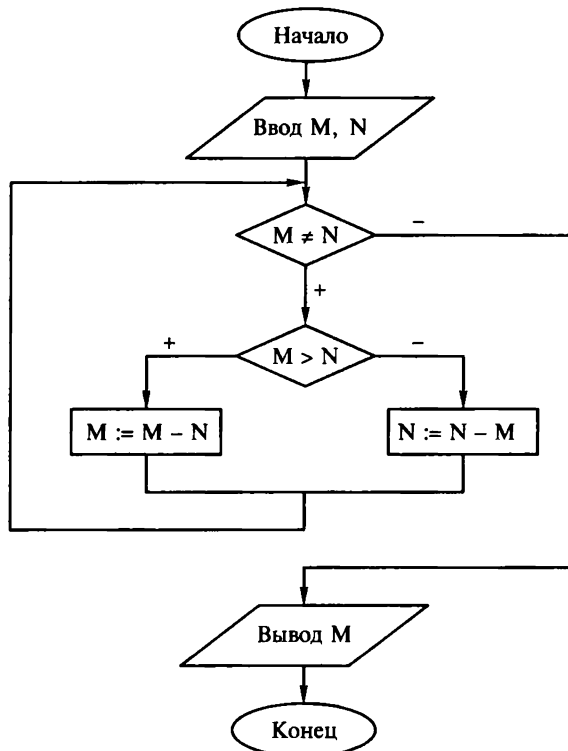 Начало
Ввод M, N
M ≠ N
–
+
M > N
+
–
M := M – N
N := N – M
Вывод M
Конец